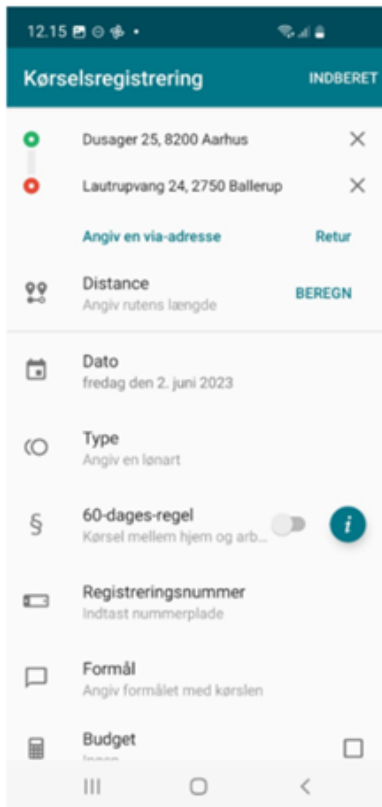 12.15
Kørselsregistrering INDBERET
Dusager 25, 8200 Aarhus
Lautrupvang 24, 2750 Ballerup
Angiv en via-adresse Retur
Distance
Angiv rutens længde BEREGN
Dato
fredag den 2. juni 2023
Type
Angiv en lønart
§ 60-dages-regel
Kørsel mellem hjem og arb... i
Registreringsnummer
Indtast nummerplade
Formål
Angiv formålet med kørslen
Budget